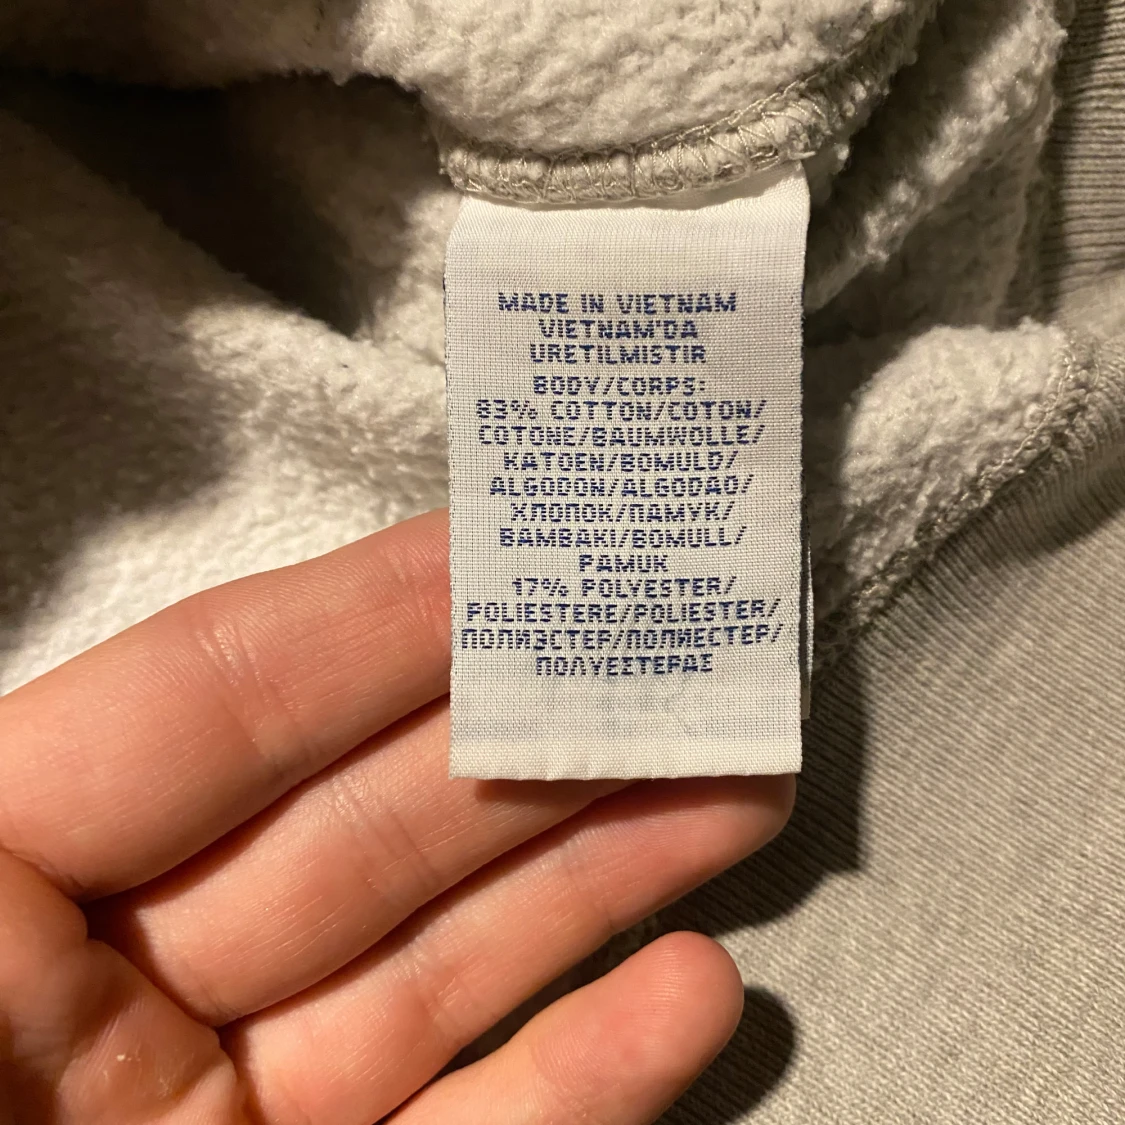 MADE IN VIETNAM
VIETNAM'DA
URETILMISTIR
BODY/CORPS:
83% COTTON/COTON/
COTONE/BAUMWOLLE/
KATOEN/BOMULD/
ALGODON/ALGODAO/
ХЛОПОК/ПАМУК/
BAMBAKI/BOMULL/
PAMUK
17% POLYESTER/
POLIESTERE/POLIESTER/
ПОЛИЭСТЕР/ПОЛИЕСТЕР/
ΠΟΛΥΕΣΤΕΡΑΣ